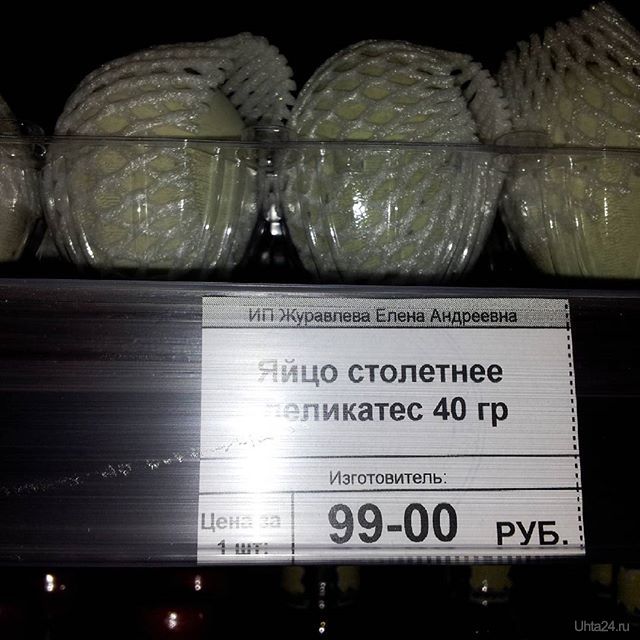 ИП Журавлева Елена Андреевна
Яйцо столетнее
деликатес 40 гр
Изготовитель:
Цена за
1 шт:
99-00 РУБ.
Uhta24.ru